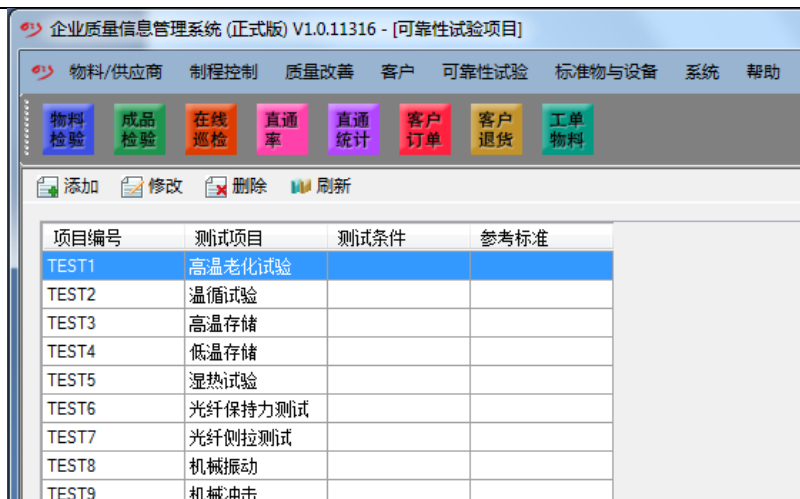 企业质量信息管理系统 (正式版) V1.0.11316 - [可靠性试验项目]
物料/供应商 制程控制 质量改善 客户 可靠性试验 标准物与设备 系统 帮助
物料检验 成品检验 在线巡检 直通率 直通统计 客户订单 客户退货 工单物料
添加 修改 删除 刷新
项目编号 测试项目 测试条件 参考标准
TEST1 高温老化试验
TEST2 温循试验
TEST3 高温存储
TEST4 低温存储
TEST5 湿热试验
TEST6 光纤保持力测试
TEST7 光纤侧拉测试
TEST8 机械振动
TEST9 机械冲击